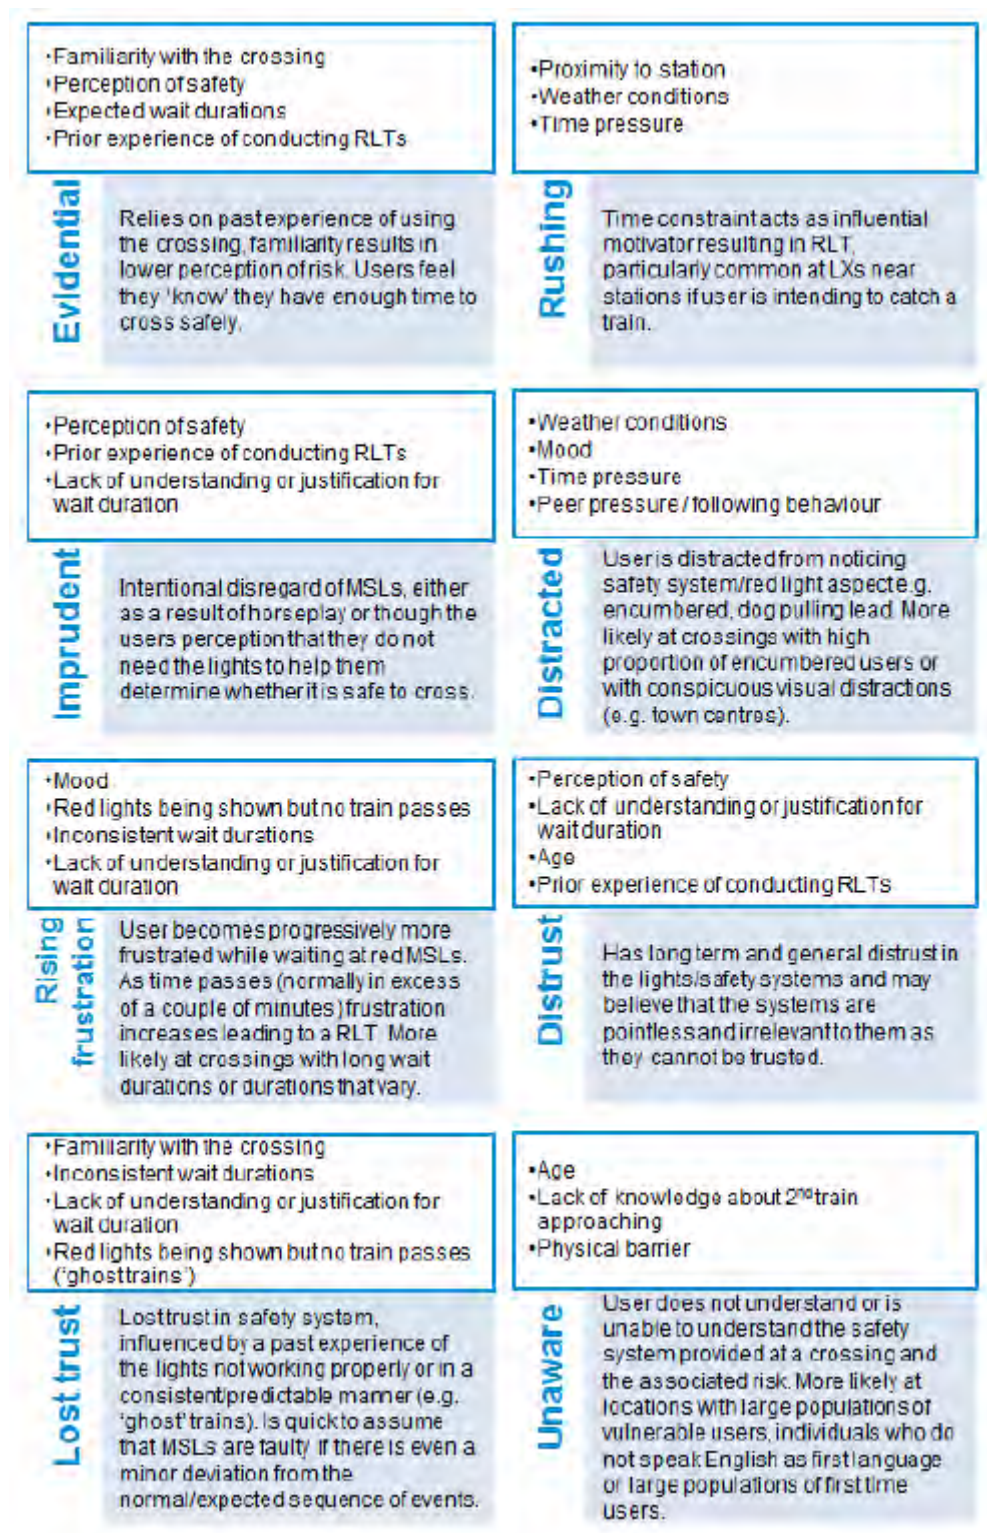 •Familiarity with the crossing
•Perception of safety
•Expected wait durations
•Prior experience of conducting RLTs
Evidential
Relies on past experience of using
the crossing, familiarity results in
lower perception of risk. Users feel
they 'know' they have enough time to
cross safely.
•Proximity to station
•Weather conditions
•Time pressure
Rushing
Time constraint acts as influential
motivator resulting in RLT,
particularly common at LXs near
stations if user is intending to catch a
train.
•Perception of safety
•Prior experience of conducting RLTs
•Lack of understanding or justification for
wait duration
Imprudent
Intentional disregard of MSLs, either
as a result of horseplay or though the
users perception that they do not
need the lights to help them
determine whether it is safe to cross.
•Weather conditions
•Mood
•Time pressure
•Peer pressure / following behaviour
Distracted
User is distracted from noticing
safety system/red light aspect e.g.
encumbered, dog pulling lead. More
likely at crossings with high
proportion of encumbered users or
with conspicuous visual distractions
(e.g. town centres).
•Mood
•Red lights being shown but no train passes
•Inconsistent wait durations
•Lack of understanding or justification for
wait duration
Rising
frustration
User becomes progressively more
frustrated while waiting at red MSLs.
As time passes (normally in excess
of a couple of minutes) frustration
increases leading to a RLT. More
likely at crossings with long wait
durations or durations that vary.
•Perception of safety
•Lack of understanding or justification for
wait duration
•Age
•Prior experience of conducting RLTs
Distrust
Has long term and general distrust in
the lights/safety systems and may
believe that the systems are
pointless and irrelevant to them as
they cannot be trusted.
•Familiarity with the crossing
•Inconsistent wait durations
•Lack of understanding or justification for
wait duration
•Red lights being shown but no train passes
('ghost trains')
Lost trust
Lost trust in safety system,
influenced by a past experience of
the lights not working properly or in a
consistent/predictable manner (e.g.
'ghost' trains). Is quick to assume
that MSLs are faulty if there is even a
minor deviation from the
normal/expected sequence of events.
•Age
•Lack of knowledge about 2nd train
approaching
•Physical barrier
Unaware
User does not understand or is
unable to understand the safety
system provided at a crossing and
the associated risk. More likely at
locations with large populations of
vulnerable users, individuals who do
not speak English as first language
or large populations of first time
users.